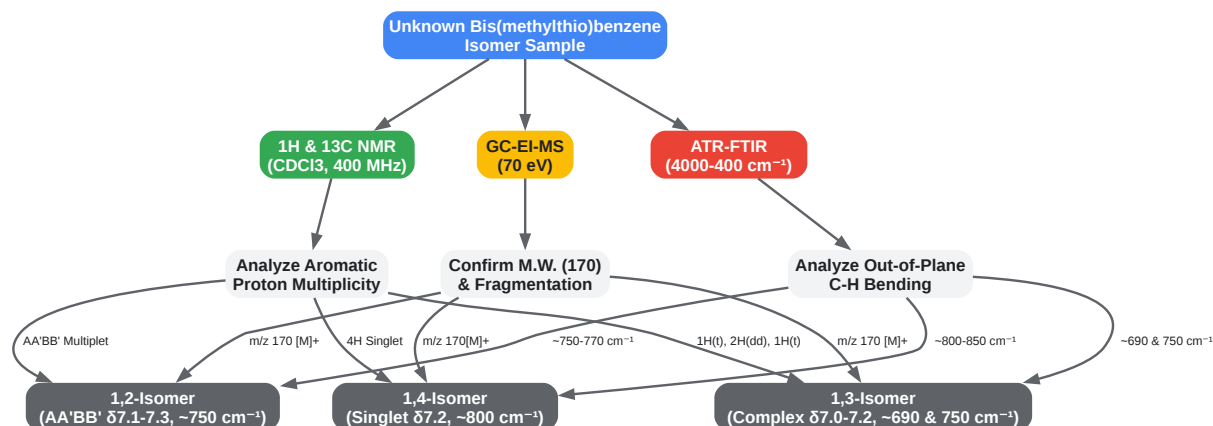 Unknown Bis(methylthio)benzene
Isomer Sample
1H & 13C NMR
(CDCl3, 400 MHz)
GC-EI-MS
(70 eV)
ATR-FTIR
(4000-400 cm⁻¹)
Analyze Aromatic
Proton Multiplicity
Confirm M.W. (170)
& Fragmentation
Analyze Out-of-Plane
C-H Bending
AA'BB' Multiplet
m/z 170 [M]+
4H Singlet
m/z 170 [M]+
~750-770 cm⁻¹
1H(t), 2H(dd), 1H(t)
m/z 170 [M]+
~800-850 cm⁻¹
~690 & 750 cm⁻¹
1,2-Isomer
(AA'BB' δ7.1-7.3, ~750 cm⁻¹)
1,4-Isomer
(Singlet δ7.2, ~800 cm⁻¹)
1,3-Isomer
(Complex δ7.0-7.2, ~690 & 750 cm⁻¹)